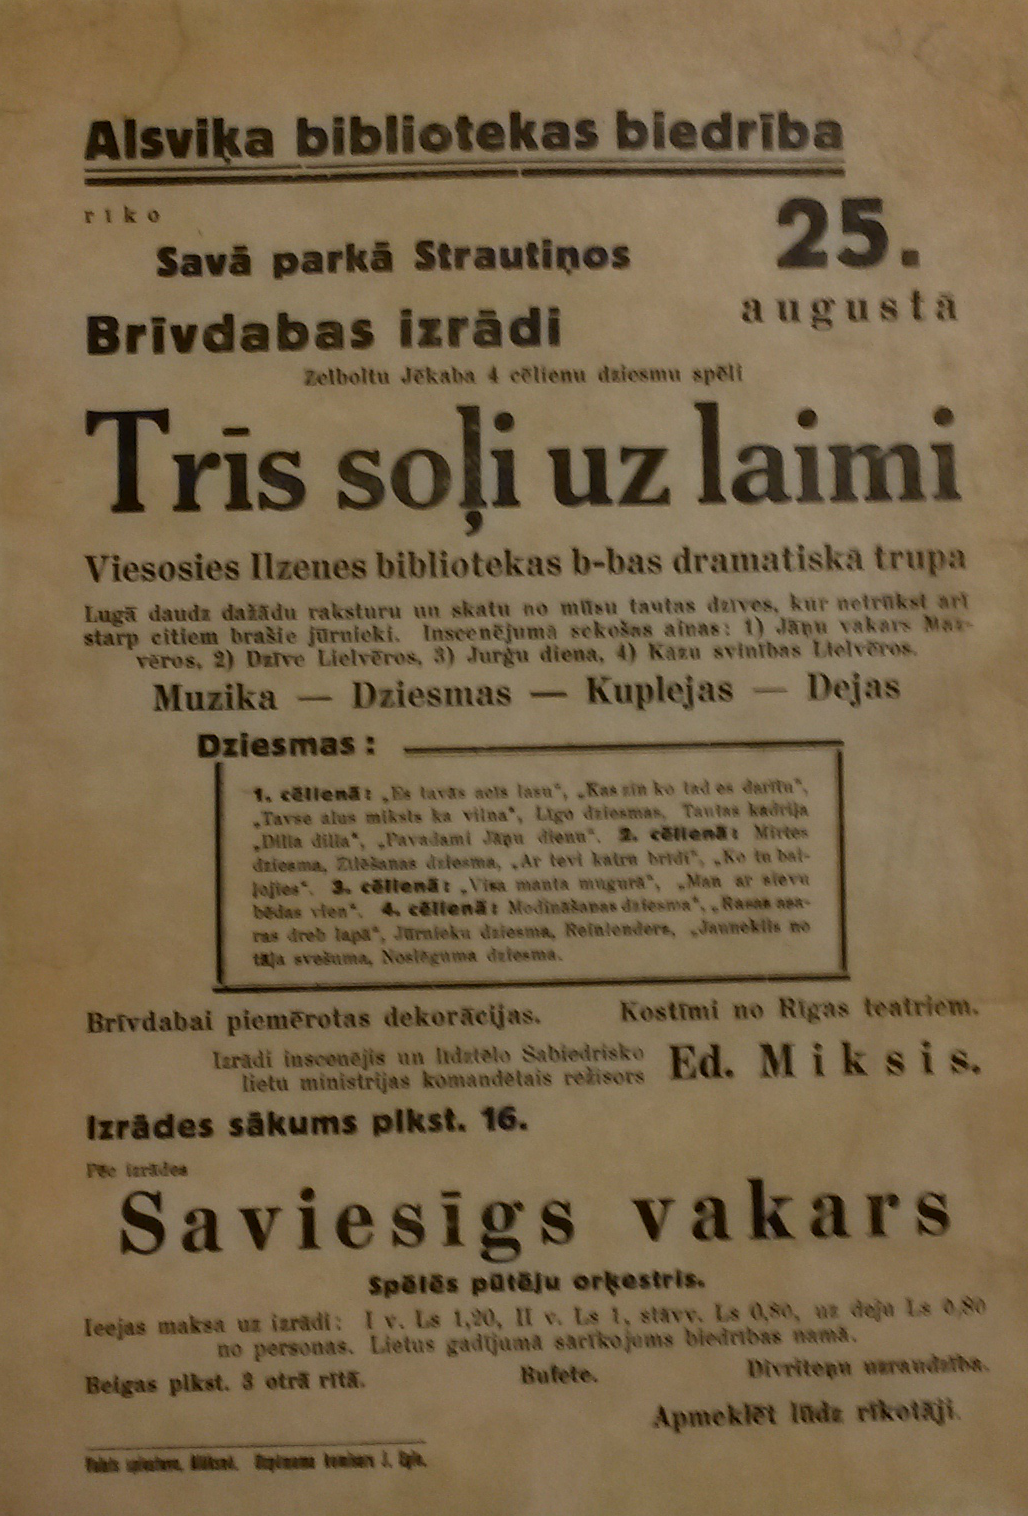 Alsviķa bibliotekas biedrība
rīko
25.
Savā parkā Strautiņos
augustā
Brīvdabas izrādi
Zelboltu Jēkaba 4 cēlienu dziesmu spēli
Trīs soļi uz laimi
Viesosies Ilzenes bibliotekas b-bas dramatiskā trupa
Lugā daudz dažādu raksturu un skatu no mūsu tautas dzīves, kur netrūkst arī
starp citiem brašie jūrnieki. Inscenējumā sekošas ainas: 1) Jāņu vakars Maz-
vēros, 2) Dzīve Lielvēros, 3) Jurģu diena, 4) Kāzu svinības Lielvēros.
Muzika — Dziesmas — Kuplejas — Dejas
Dziesmas:
1. cēlienā: „Es tavās acīs lasu“, „Kas zin ko tad es darītu“,
„Tavse alus miksts kā vilna“, Līgo dziesmas, Tautas kadriļa
„Dilla dilla“, „Pavadami Jāņu dienu“. 2. cēlienā: Mirtes
dziesma, Zīlēšanas dziesma, „Ar tevi katru brīdi“, „Ko tu bai-
ļojies“. 3. cēlienā: „Visa manta mugurā“, „Man ar sievu
bēdas vien“. 4. cēlienā: Modināšanas dziesma“, „Rasas asa-
ras dreb lapā“, Jūrnieku dziesma, Reinlenders, „Jauneklis no
tāļa svešuma, Noslēguma dziesma.
Brīvdabai piemērotas dekorācijas. Kostīmi no Rīgas teatriem.
Izrādi inscenējis un līdztēlo Sabiedrisko
lietu ministrijas komandētais režisors Ed. Miksis.
Izrādes sākums plkst. 16.
Pēc izrādes
Saviesīgs vakars
Spēlēs pūtēju orķestris.
Ieejas maksa uz izrādi: I v. Ls 1,20, II v. Ls 1, stāvv. Ls 0,80, uz deju Ls 0,80
no personas. Lietus gadījumā sarīkojums biedrības namā.
Beigas plkst. 3 otrā rītā. Bufete. Divriteņu uzraudzība.
Apmeklēt lūdz rīkotāji.
J.